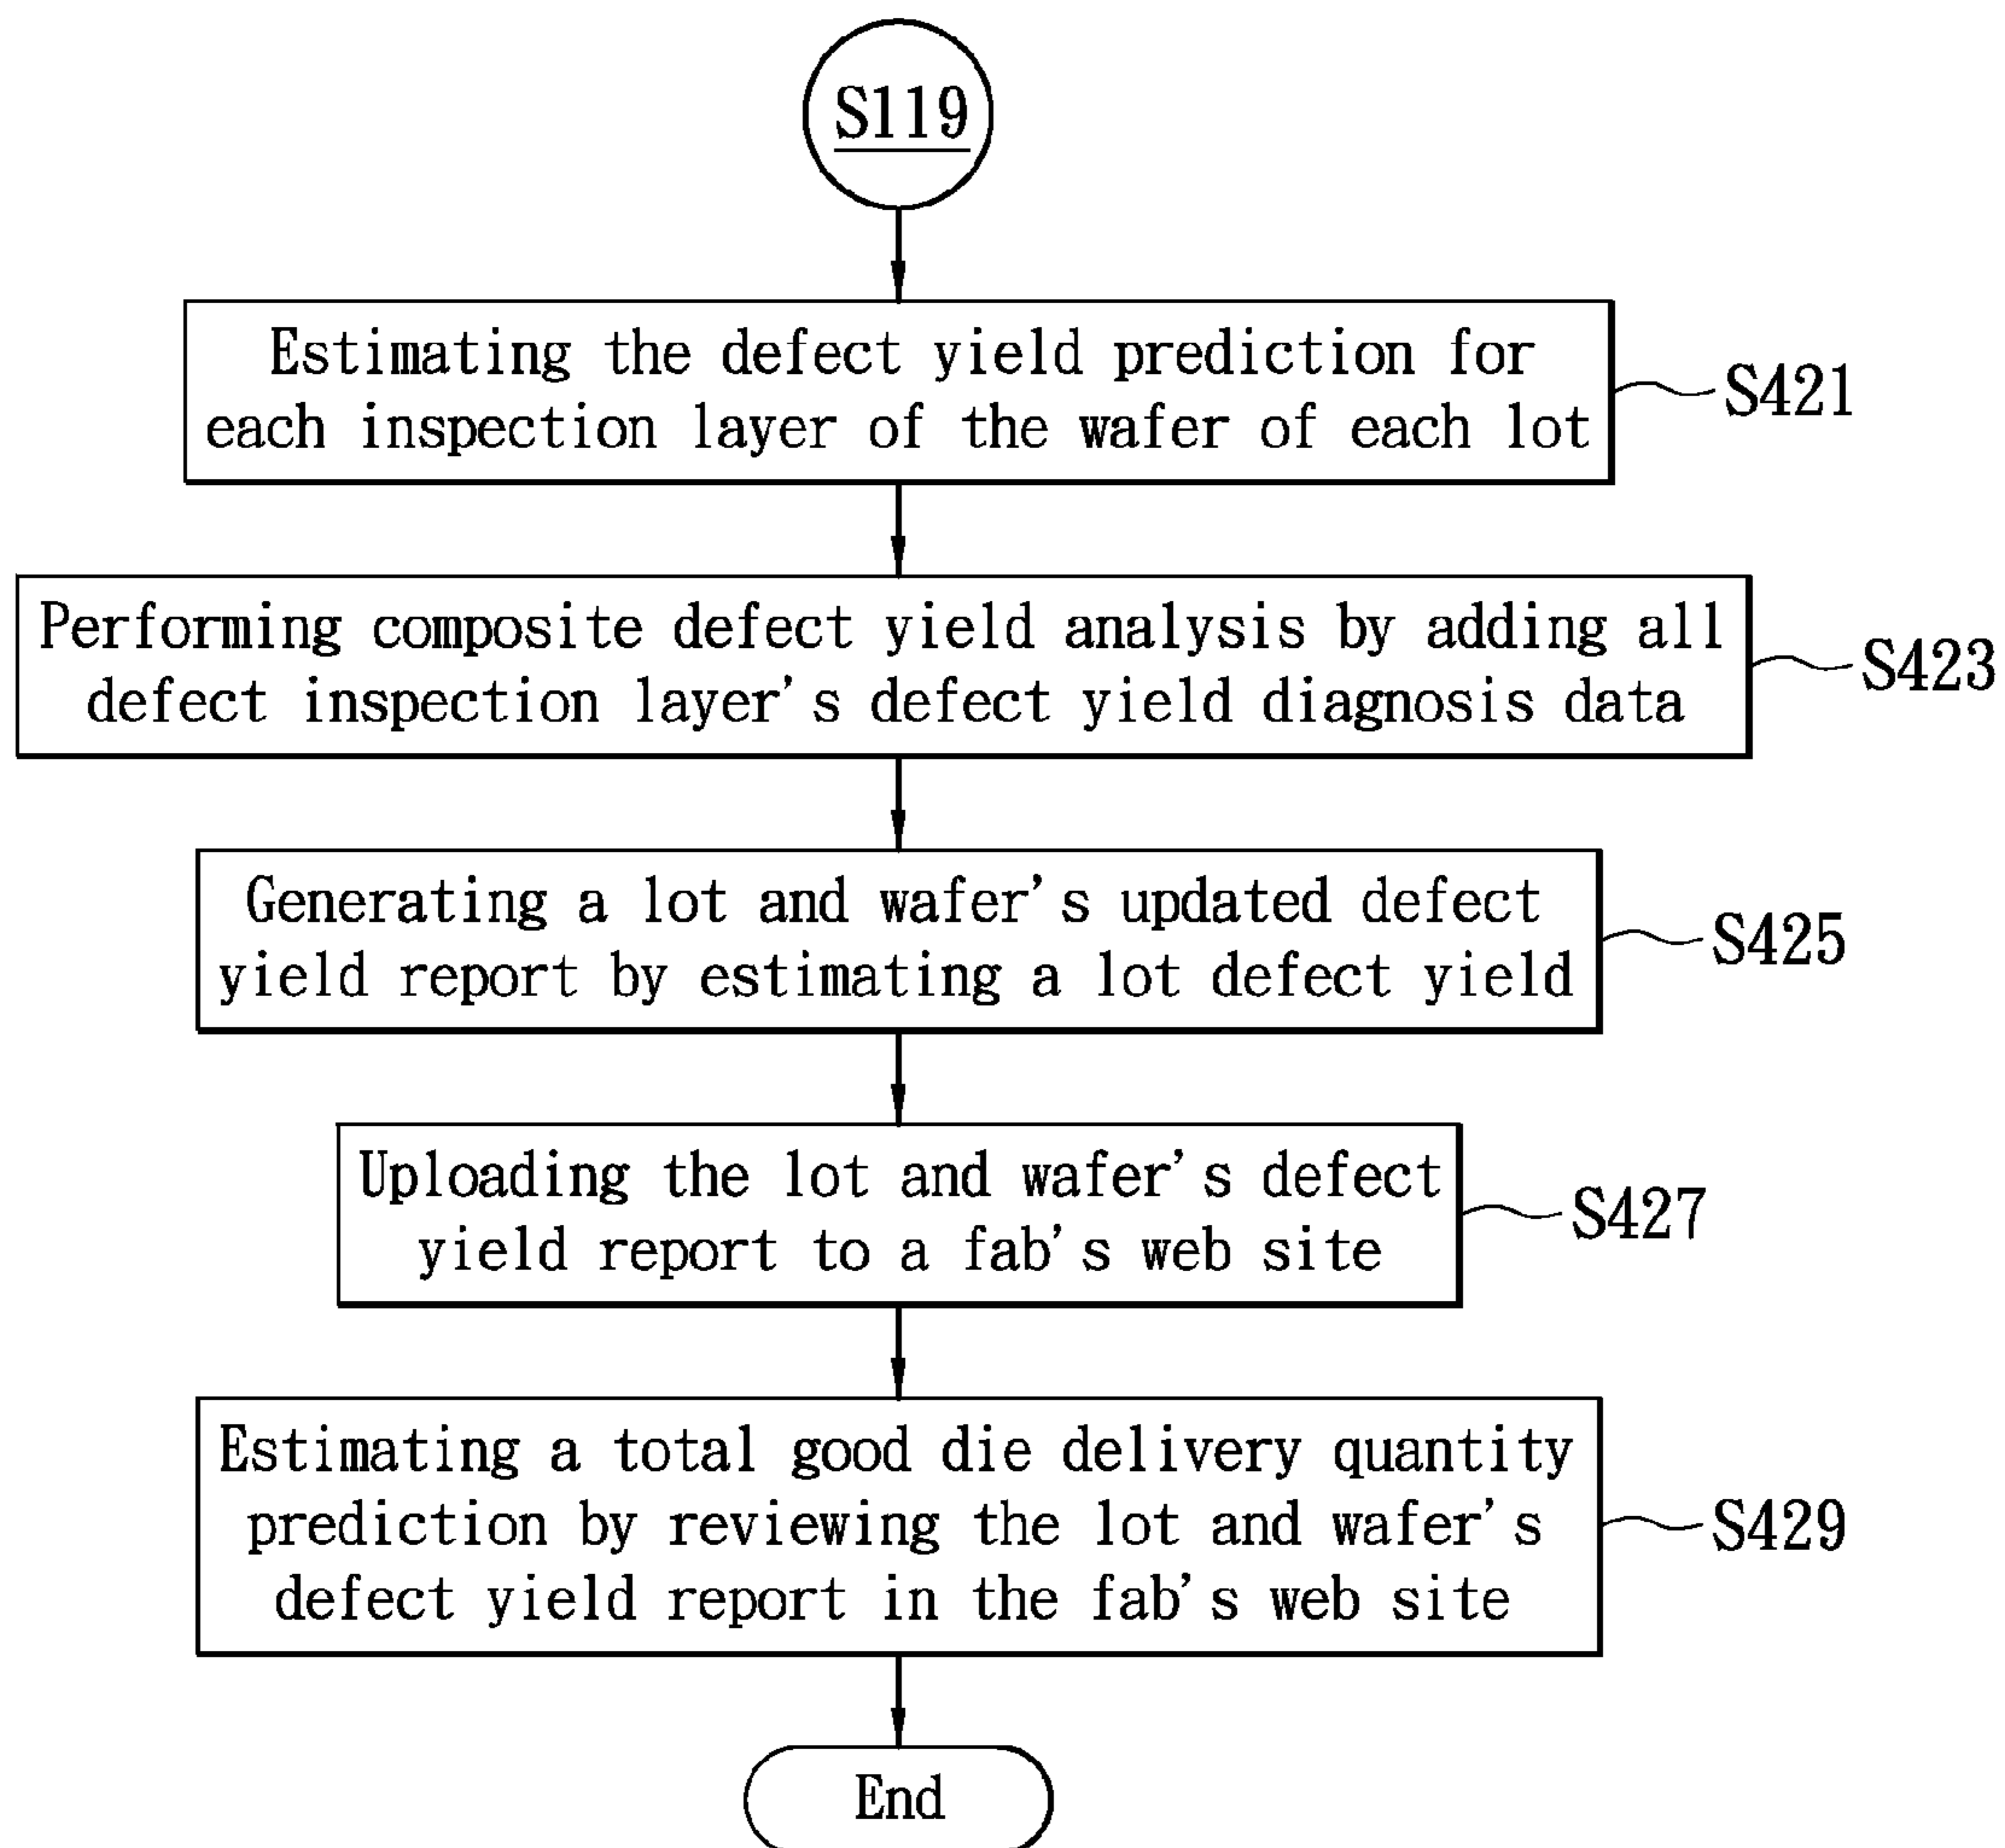 S119
Estimating the defect yield prediction for
each inspection layer of the wafer of each lot
S421
Performing composite defect yield analysis by adding all
defect inspection layer's defect yield diagnosis data
S423
Generating a lot and wafer's updated defect
yield report by estimating a lot defect yield
S425
Uploading the lot and wafer's defect
yield report to a fab's web site
S427
Estimating a total good die delivery quantity
prediction by reviewing the lot and wafer's
defect yield report in the fab's web site
S429
End